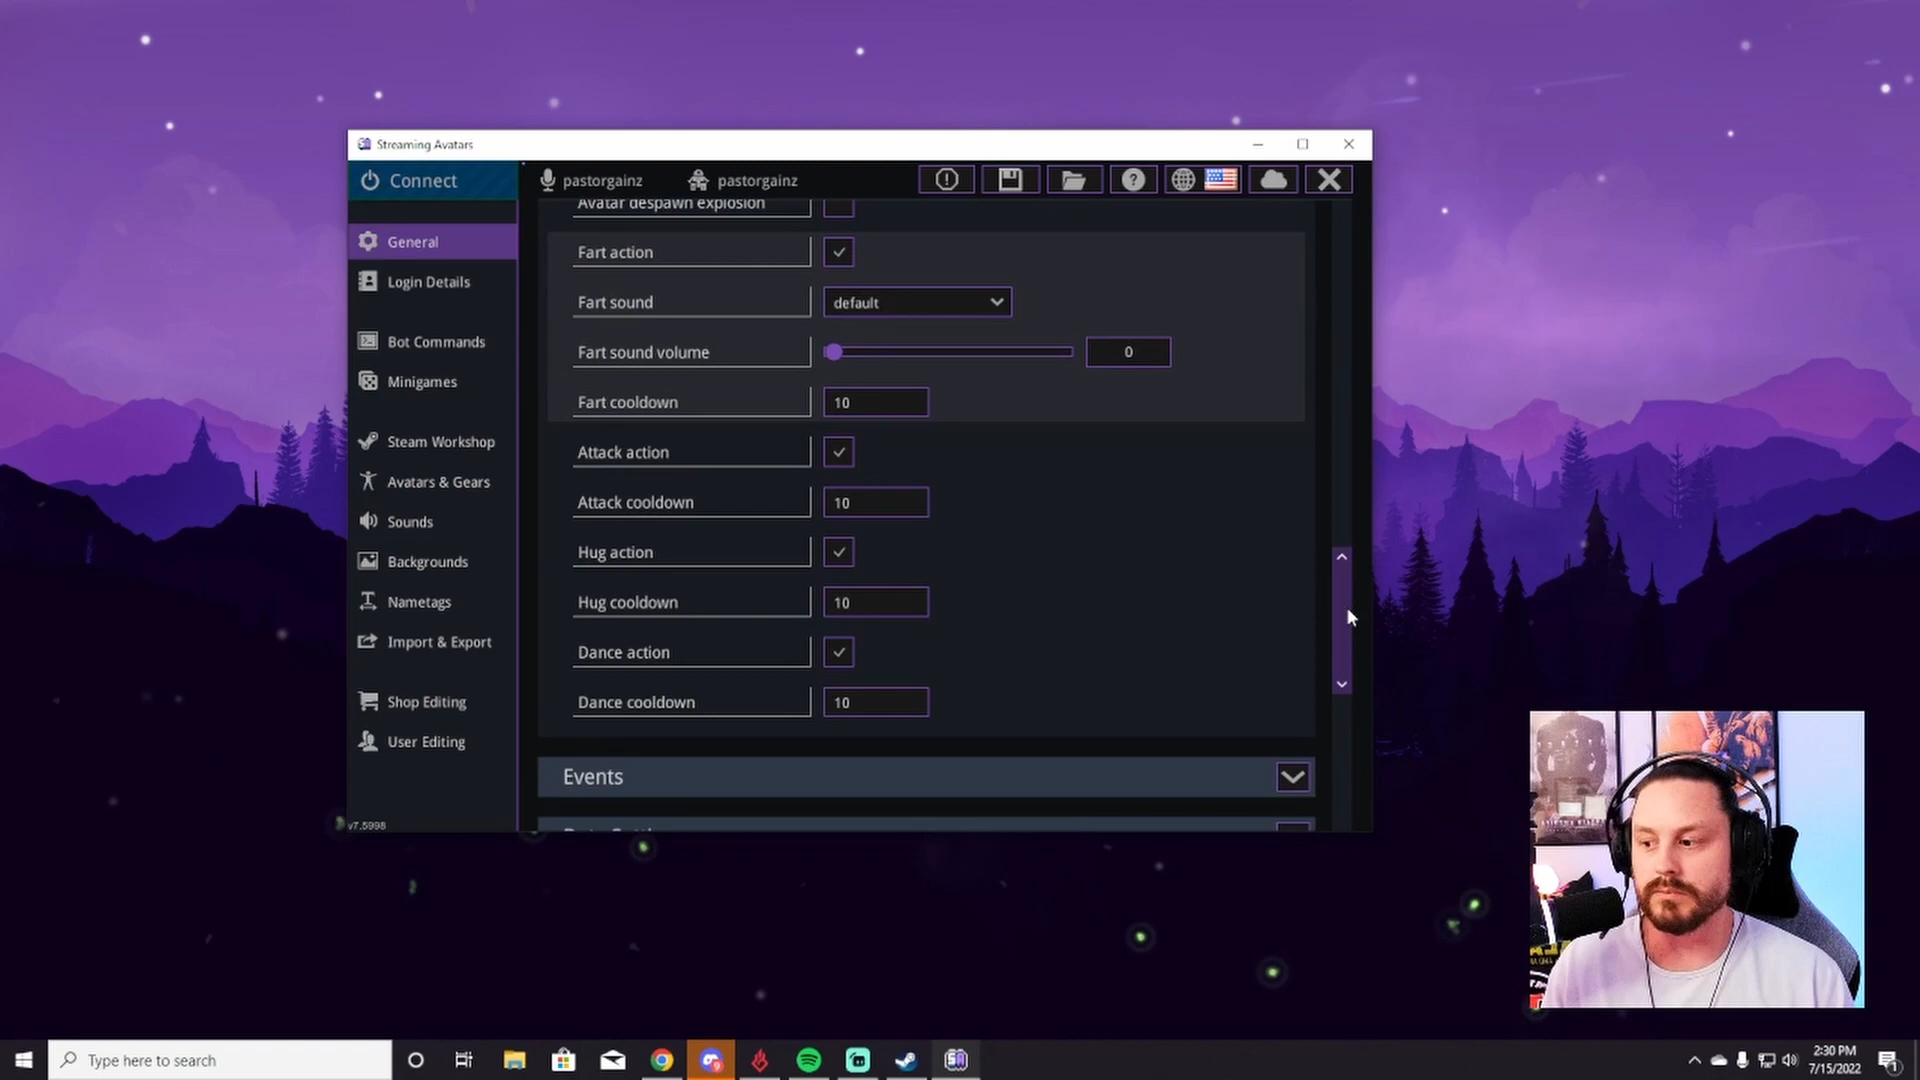 Streaming Avatars
Connect
pastorgainz
pastorgainz
General
Login Details
Bot Commands
Minigames
Steam Workshop
Avatars & Gears
Sounds
Backgrounds
Nametags
Import & Export
Shop Editing
User Editing
v7.5998
Avatar despawn explosion
Fart action
Fart sound default
Fart sound volume 0
Fart cooldown 10
Attack action
Attack cooldown 10
Hug action
Hug cooldown 10
Dance action
Dance cooldown 10
Events
Type here to search
2:30 PM
7/15/2022